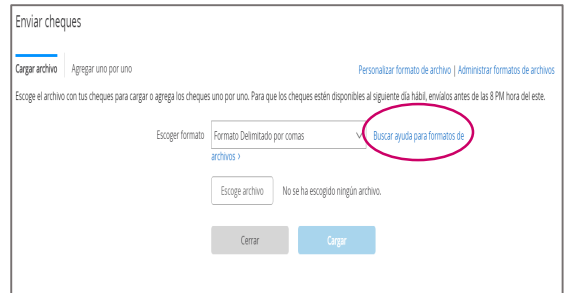 Enviar cheques
Cargar archivo Agregar uno por uno Personalizar formato de archivo | Administrar formatos de archivos
Escoge el archivo con tus cheques para cargar o agrega los cheques uno por uno. Para que los cheques estén disponibles al siguiente día hábil, envíalos antes de las 8 PM hora del este.
Escoger formato Formato Delimitado por comas Buscar ayuda para formatos de
archivos ›
Escoge archivo No se ha escogido ningún archivo.
Cerrar Cargar